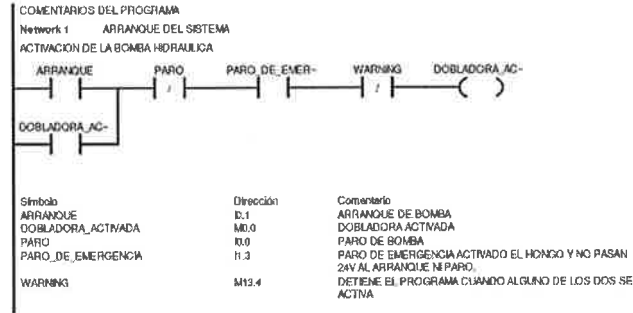 COMENTARIOS DEL PROGRAMA
Network 1 ARRANQUE DEL SISTEMA
ACTIVACION DE LA BOMBA HIDRAULICA
ARRANQUE PARO PARO_DE_EMER~ WARNING DOBLADORA_AC~
/ /
DOBLADORA_AC~
Símbolo Dirección Comentario
ARRANQUE I0.1 ARRANQUE DE BOMBA
DOBLADORA_ACTIVADA M0.0 DOBLADORA ACTIVADA
PARO I0.0 PARO DE BOMBA
PARO_DE_EMERGENCIA I1.3 PARO DE EMERGENCIA ACTIVADO EL HONGO Y NO PASAN
24V AL ARRANQUE NI PARO.
WARNING M13.4 DETIENE EL PROGRAMA CUANDO ALGUNO DE LOS DOS SE
ACTIVA